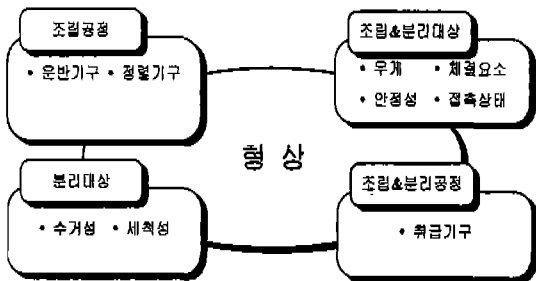 조립공정
• 운반기구 • 정렬기구
조립&분리대상
• 무게 • 체결요소
• 안정성 • 접촉상태
형 상
분리대상
• 수거성 • 세척성
조립&분리공정
• 취급기구